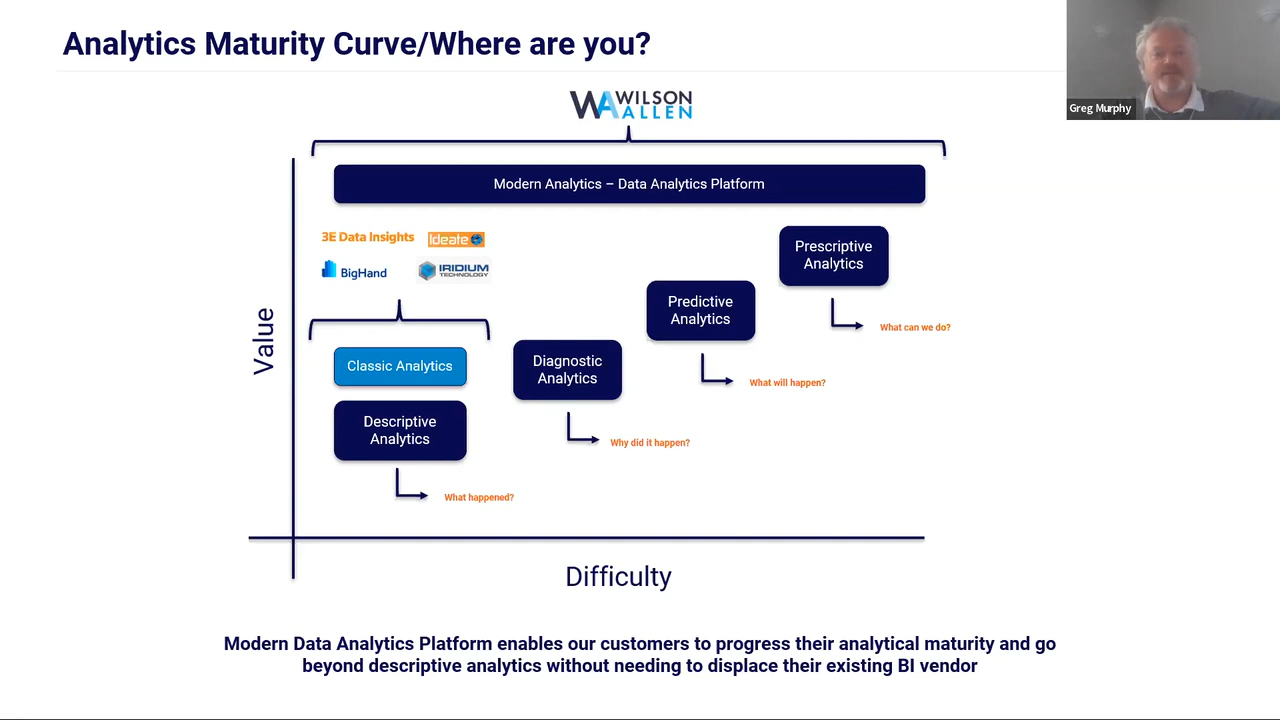 Analytics Maturity Curve/Where are you?
Greg Murphy
WA WILSON
ALLEN
Modern Analytics – Data Analytics Platform
3E Data Insights
Ideate
BigHand
IRIDIUM
TECHNOLOGY
Prescriptive
Analytics
Predictive
Analytics
What can we do?
Value
Classic Analytics
Diagnostic
Analytics
What will happen?
Descriptive
Analytics
Why did it happen?
What happened?
Difficulty
Modern Data Analytics Platform enables our customers to progress their analytical maturity and go
beyond descriptive analytics without needing to displace their existing BI vendor